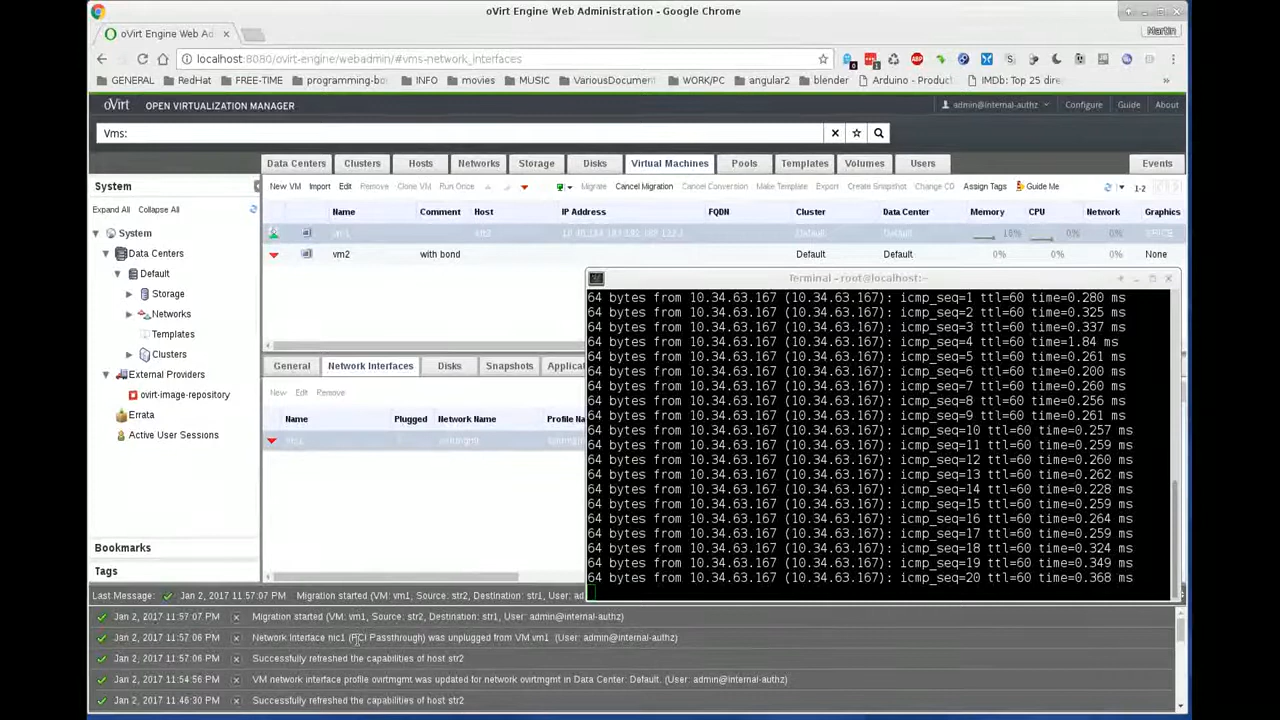 oVirt Engine Web Administration - Google Chrome
oVirt Engine Web Ad
Martin
localhost:8080/ovirt-engine/webadmin/#vms-network_interfaces
GENERAL RedHat FREE-TIME programming-bo INFO movies MUSIC VariousDocument WORK/PC angular2 blender Arduino - Product IMDb: Top 25 dire »
oVirt OPEN VIRTUALIZATION MANAGER admin@internal-authz Configure Guide About
Vms:
Data Centers Clusters Hosts Networks Storage Disks Virtual Machines Pools Templates Volumes Users Events
System
New VM Import Edit Remove Clone VM Run Once Migrate Cancel Migration Cancel Conversion Make Template Export Create Snapshot Change CD Assign Tags Guide Me 1-2
Expand All Collapse All
Name Comment Host IP Address FQDN Cluster Data Center Memory CPU Network Graphics
vm1 str2 Default Default 0% 0% SPICE
vm2 with bond Default Default 0% 0% 0% None
System
Data Centers
Default
Storage
Networks
Templates
Clusters
External Providers
ovirt-image-repository
Errata
Active User Sessions
Bookmarks
Tags
General Network Interfaces Disks Snapshots Applica
New Edit Remove
Name Plugged Network Name Profile Na
nic1 ovirtmgmt
Terminal - root@localhost:~
64 bytes from 10.34.63.167 (10.34.63.167): icmp_seq=1 ttl=60 time=0.280 ms
64 bytes from 10.34.63.167 (10.34.63.167): icmp_seq=2 ttl=60 time=0.325 ms
64 bytes from 10.34.63.167 (10.34.63.167): icmp_seq=3 ttl=60 time=0.337 ms
64 bytes from 10.34.63.167 (10.34.63.167): icmp_seq=4 ttl=60 time=1.84 ms
64 bytes from 10.34.63.167 (10.34.63.167): icmp_seq=5 ttl=60 time=0.261 ms
64 bytes from 10.34.63.167 (10.34.63.167): icmp_seq=6 ttl=60 time=0.200 ms
64 bytes from 10.34.63.167 (10.34.63.167): icmp_seq=7 ttl=60 time=0.260 ms
64 bytes from 10.34.63.167 (10.34.63.167): icmp_seq=8 ttl=60 time=0.256 ms
64 bytes from 10.34.63.167 (10.34.63.167): icmp_seq=9 ttl=60 time=0.261 ms
64 bytes from 10.34.63.167 (10.34.63.167): icmp_seq=10 ttl=60 time=0.257 ms
64 bytes from 10.34.63.167 (10.34.63.167): icmp_seq=11 ttl=60 time=0.259 ms
64 bytes from 10.34.63.167 (10.34.63.167): icmp_seq=12 ttl=60 time=0.260 ms
64 bytes from 10.34.63.167 (10.34.63.167): icmp_seq=13 ttl=60 time=0.262 ms
64 bytes from 10.34.63.167 (10.34.63.167): icmp_seq=14 ttl=60 time=0.228 ms
64 bytes from 10.34.63.167 (10.34.63.167): icmp_seq=15 ttl=60 time=0.259 ms
64 bytes from 10.34.63.167 (10.34.63.167): icmp_seq=16 ttl=60 time=0.264 ms
64 bytes from 10.34.63.167 (10.34.63.167): icmp_seq=17 ttl=60 time=0.259 ms
64 bytes from 10.34.63.167 (10.34.63.167): icmp_seq=18 ttl=60 time=0.324 ms
64 bytes from 10.34.63.167 (10.34.63.167): icmp_seq=19 ttl=60 time=0.349 ms
64 bytes from 10.34.63.167 (10.34.63.167): icmp_seq=20 ttl=60 time=0.368 ms
Last Message: Jan 2, 2017 11:57:07 PM Migration started (VM: vm1, Source: str2, Destination: str1, User: ad
Jan 2, 2017 11:57:07 PM Migration started (VM: vm1, Source: str2, Destination: str1, User: admin@internal-authz)
Jan 2, 2017 11:57:06 PM Network Interface nic1 (PCI Passthrough) was unplugged from VM vm1 (User: admin@internal-authz)
Jan 2, 2017 11:57:06 PM Successfully refreshed the capabilities of host str2
Jan 2, 2017 11:54:56 PM VM network interface profile ovirtmgmt was updated for network ovirtmgmt in Data Center: Default. (User: admin@internal-authz)
Jan 2, 2017 11:46:30 PM Successfully refreshed the capabilities of host str2